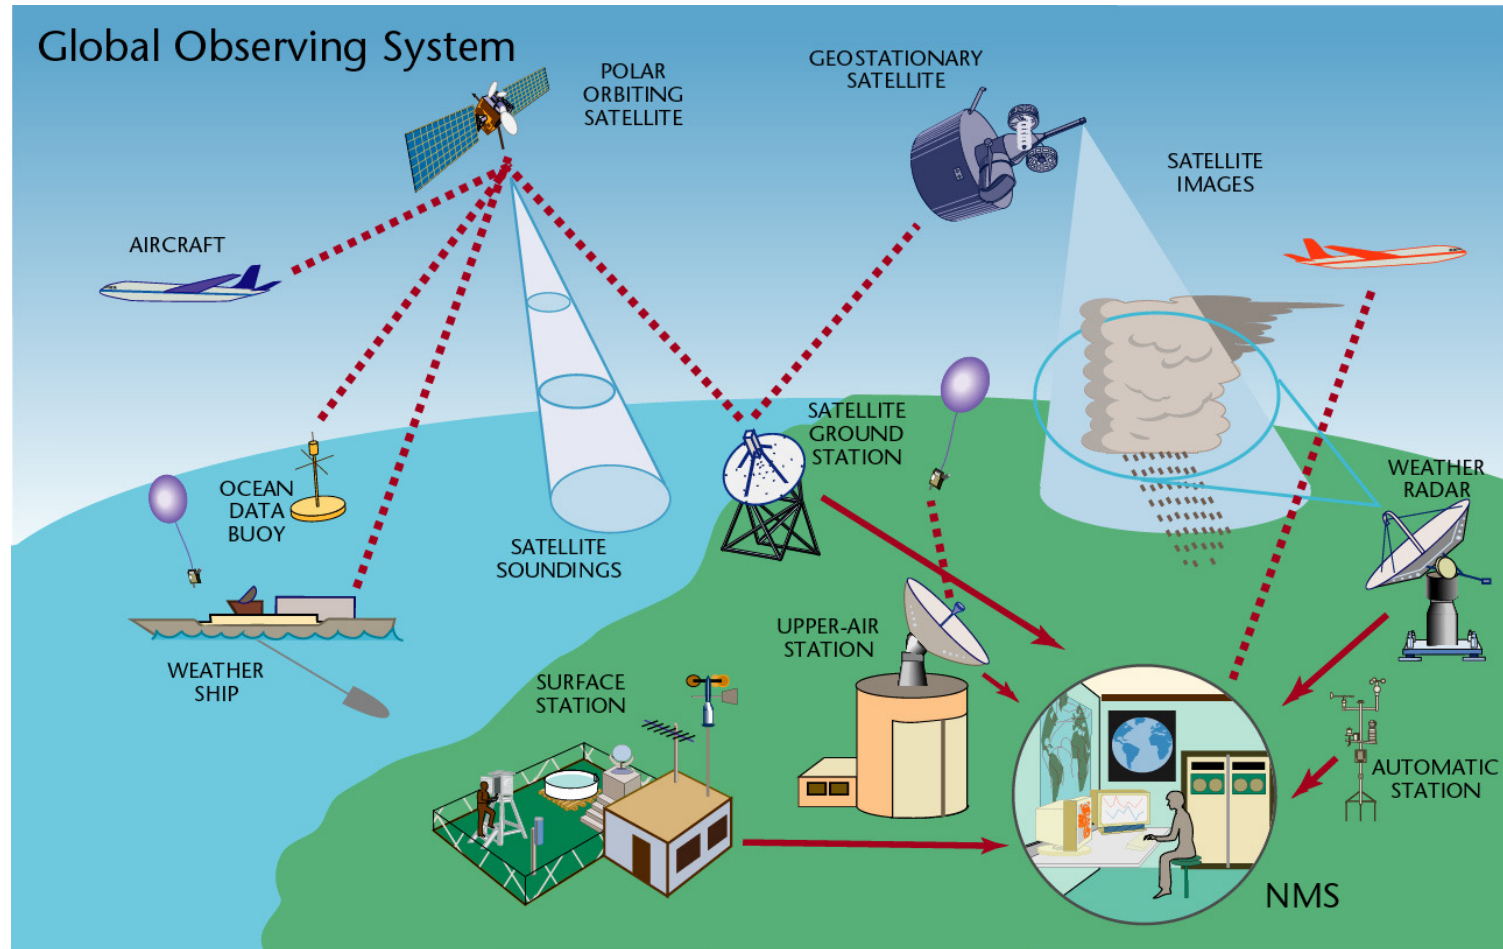 Global Observing System
POLAR
ORBITING
SATELLITE
GEOSTATIONARY
SATELLITE
SATELLITE
IMAGES
AIRCRAFT
SATELLITE
GROUND
STATION
WEATHER
RADAR
OCEAN
DATA
BUOY
SATELLITE
SOUNDINGS
UPPER-AIR
STATION
WEATHER
SHIP
SURFACE
STATION
AUTOMATIC
STATION
NMS